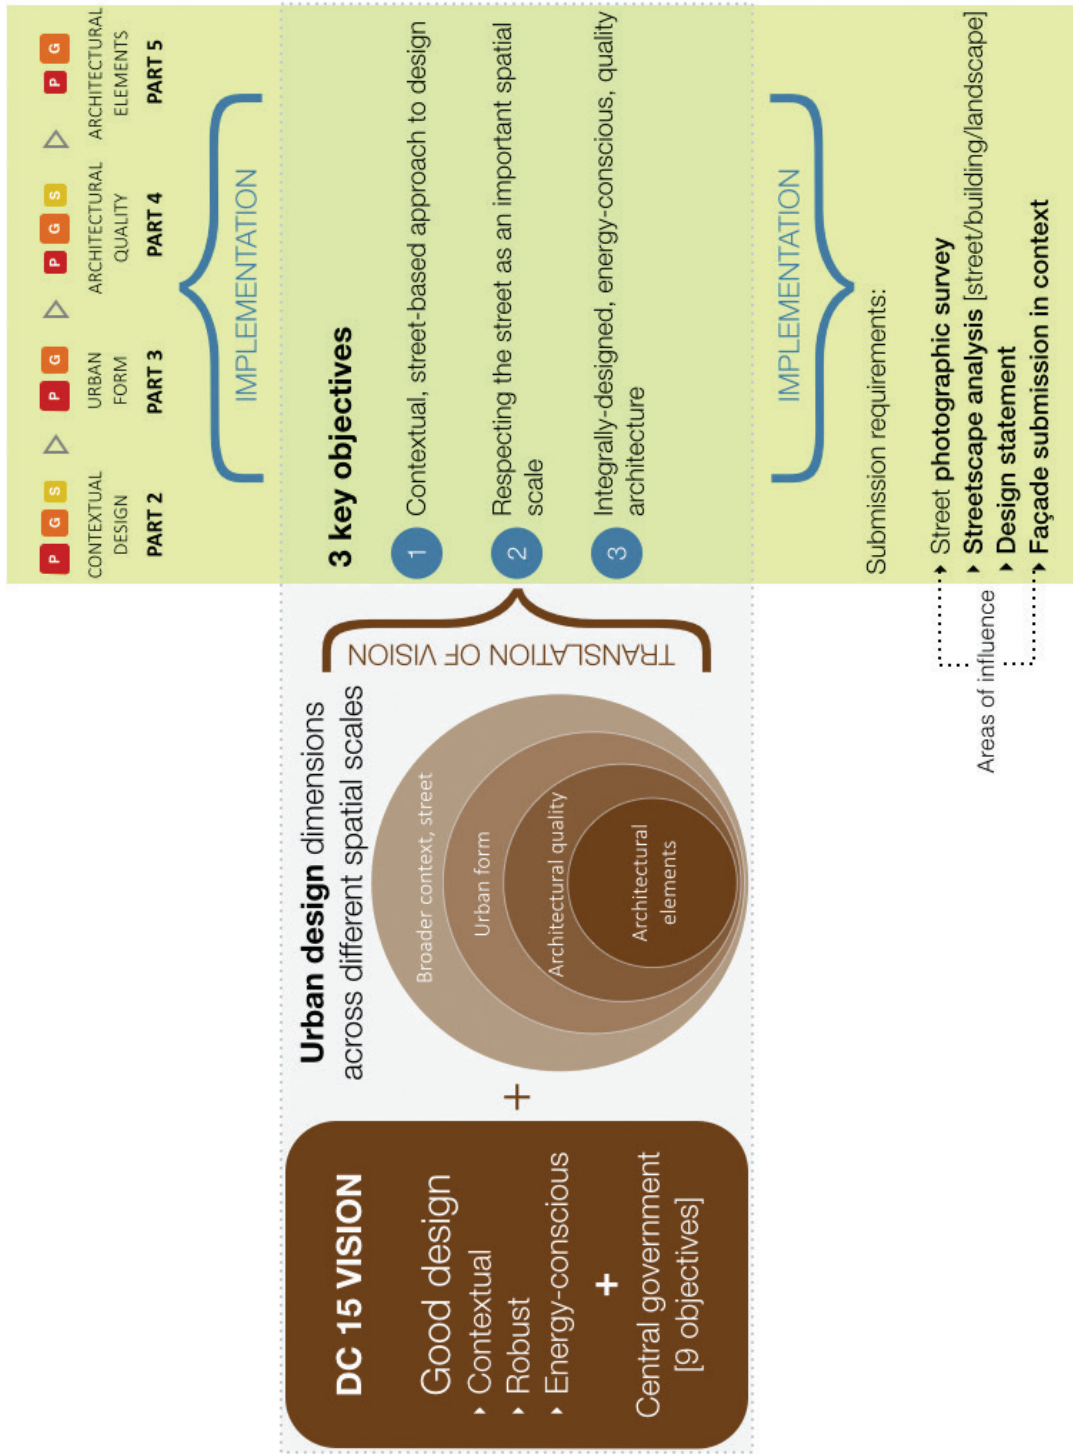 DC 15 VISION
Good design
▸ Contextual
▸ Robust
▸ Energy-conscious
+
Central government
[9 objectives]
+
Urban design dimensions
across different spatial scales
Broader context, street
Urban form
Architectural quality
Architectural
elements
TRANSLATION OF VISION
P G S
CONTEXTUAL
DESIGN
PART 2
P G
URBAN
FORM
PART 3
P G S
ARCHITECTURAL
QUALITY
PART 4
P G
ARCHITECTURAL
ELEMENTS
PART 5
IMPLEMENTATION
3 key objectives
1 Contextual, street-based approach to design
2 Respecting the street as an important spatial
scale
3 Integrally-designed, energy-conscious, quality
architecture
IMPLEMENTATION
Submission requirements:
Areas of influence
▸ Street photographic survey
▸ Streetscape analysis [street/building/landscape]
▸ Design statement
▸ Façade submission in context